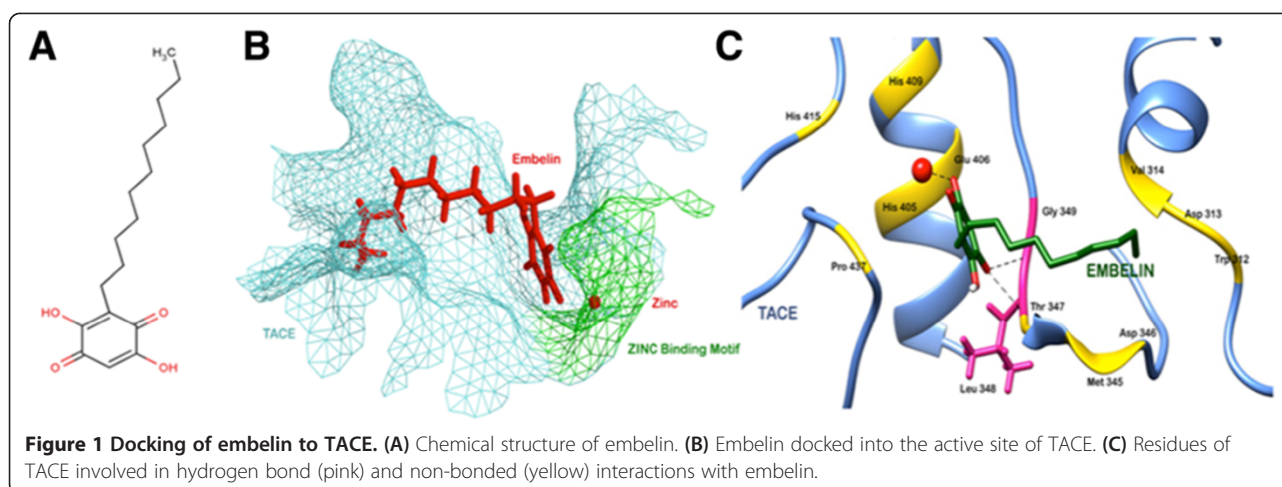 A
H₃C
HO
O
O
OH
B
Embelin
TACE
Zinc
ZINC Binding Motif
C
His 409
His 415
Glu 406
Val 314
His 405
Gly 349
Asp 313
Pro 437
EMBELIN
Trp 312
TACE
Thr 347
Asp 346
Leu 348
Met 345
Figure 1 Docking of embelin to TACE. (A) Chemical structure of embelin. (B) Embelin docked into the active site of TACE. (C) Residues of
TACE involved in hydrogen bond (pink) and non-bonded (yellow) interactions with embelin.